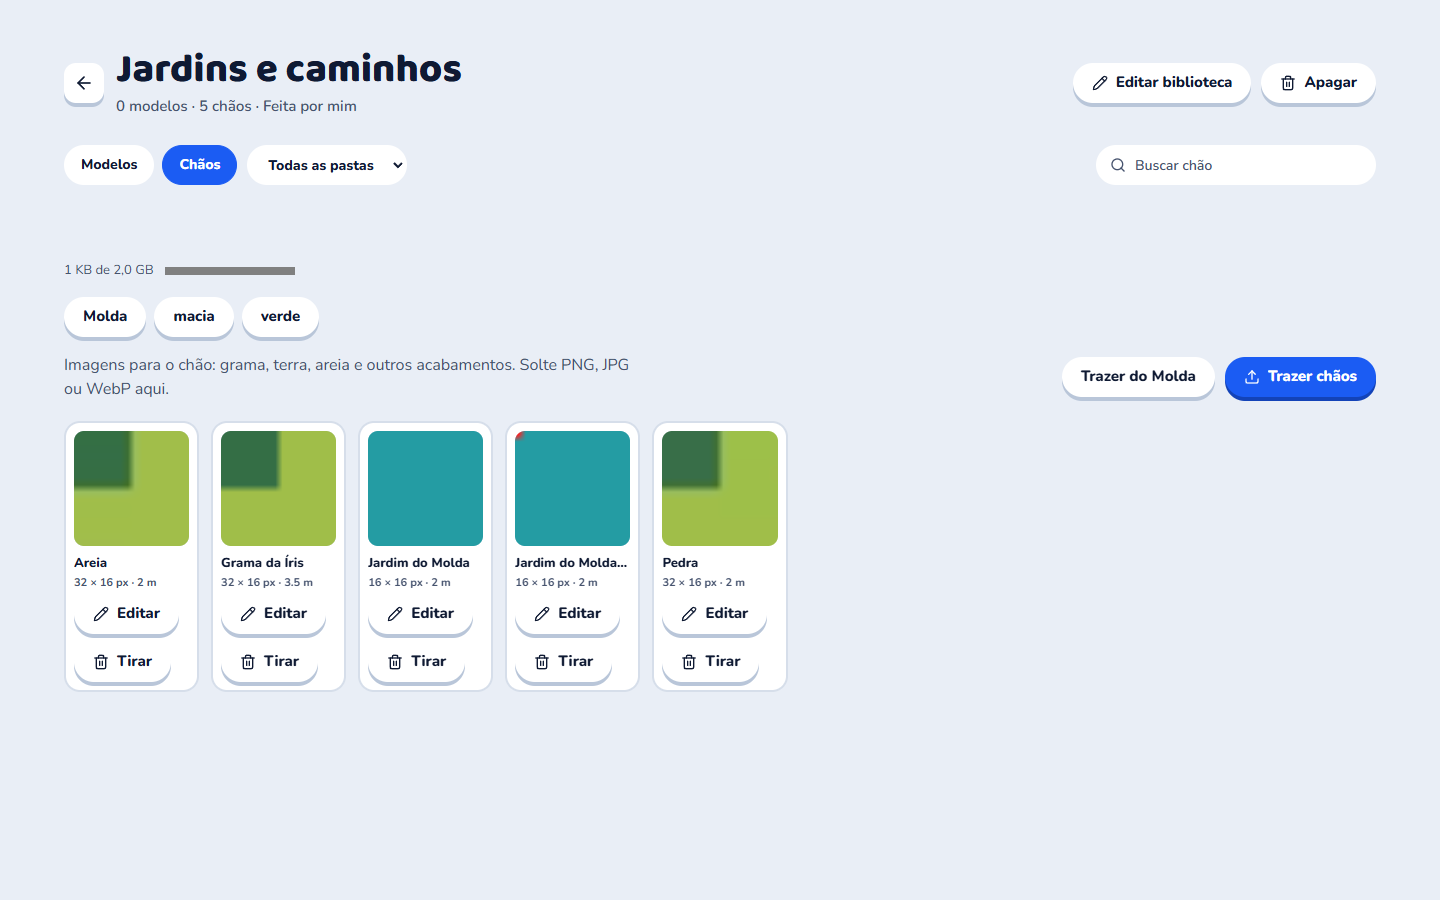 Jardins e caminhos
0 modelos · 5 chãos · Feita por mim
Editar biblioteca
Apagar
Modelos
Chãos
Todas as pastas
Buscar chão
1 KB de 2,0 GB
Molda
macia
verde
Imagens para o chão: grama, terra, areia e outros acabamentos. Solte PNG, JPG
ou WebP aqui.
Trazer do Molda
Trazer chãos
Areia
32 × 16 px · 2 m
Editar
Tirar
Grama da Íris
32 × 16 px · 3.5 m
Editar
Tirar
Jardim do Molda
16 × 16 px · 2 m
Editar
Tirar
Jardim do Molda...
16 × 16 px · 2 m
Editar
Tirar
Pedra
32 × 16 px · 2 m
Editar
Tirar